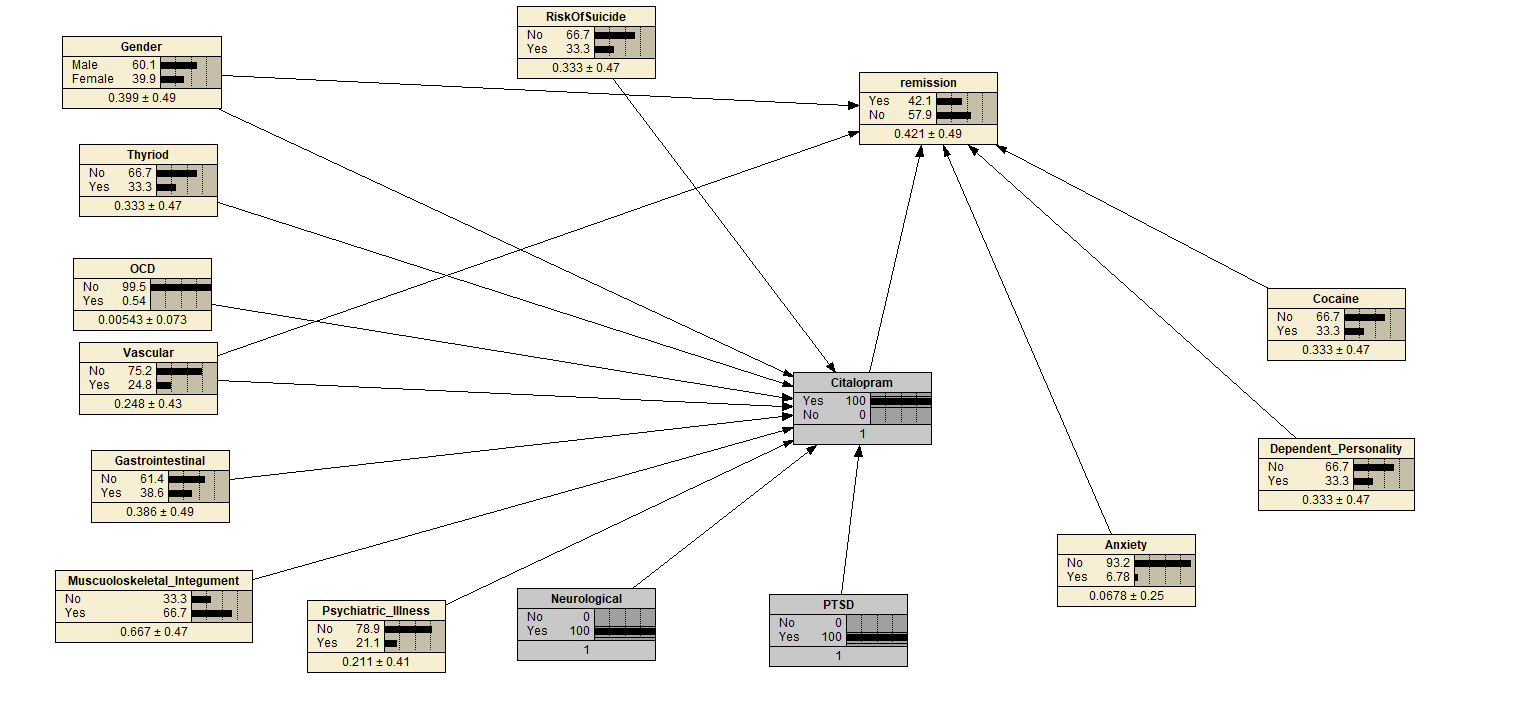 RiskOfSuicide
No 66.7
Yes 33.3
0.333 ± 0.47
Gender
Male 60.1
Female 39.9
0.399 ± 0.49
remission
Yes 42.1
No 57.9
0.421 ± 0.49
Thyriod
No 66.7
Yes 33.3
0.333 ± 0.47
OCD
No 99.5
Yes 0.54
0.00543 ± 0.073
Vascular
No 75.2
Yes 24.8
0.248 ± 0.43
Cocaine
No 66.7
Yes 33.3
0.333 ± 0.47
Citalopram
Yes 100
No 0
1
Gastrointestinal
No 61.4
Yes 38.6
0.386 ± 0.49
Dependent_Personality
No 66.7
Yes 33.3
0.333 ± 0.47
Anxiety
No 93.2
Yes 6.78
0.0678 ± 0.25
Muscuoloskeletal_Integument
No 33.3
Yes 66.7
0.667 ± 0.47
Psychiatric_Illness
No 78.9
Yes 21.1
0.211 ± 0.41
Neurological
No 0
Yes 100
1
PTSD
No 0
Yes 100
1